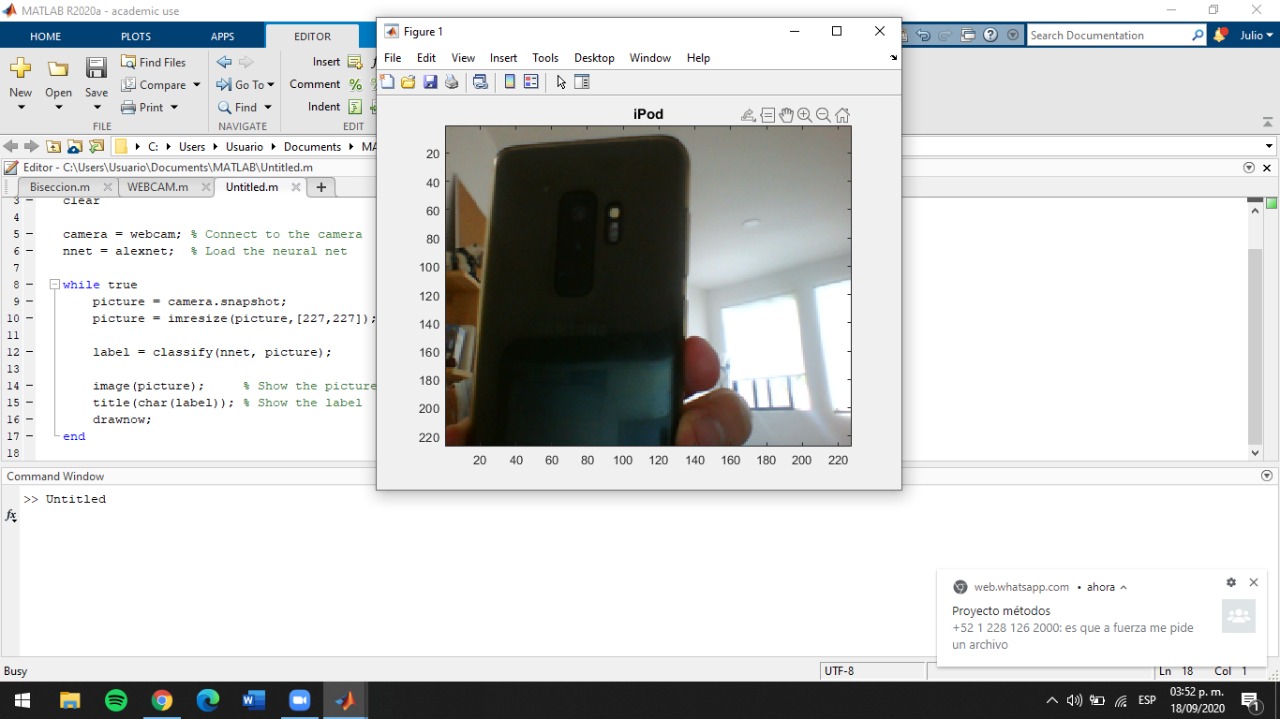 MATLAB R2020a - academic use
HOME PLOTS APPS EDITOR
Search Documentation
Julio
New Open Save
Find Files
Compare
Print
FILE
Go To
Find
NAVIGATE
Insert
Comment
Indent
EDIT
C: Users Usuario Documents
Editor - C:\Users\Usuario\Documents\MATLAB\Untitled.m
Biseccion.m WEBCAM.m Untitled.m +
3 clear
4
5 camera = webcam; % Connect to the camera
6 nnet = alexnet; % Load the neural net
7
8 while true
9 picture = camera.snapshot;
10 picture = imresize(picture,[227,227]);
11
12 label = classify(nnet, picture);
13
14 image(picture); % Show the picture
15 title(char(label)); % Show the label
16 drawnow;
17 end
18
Figure 1
File Edit View Insert Tools Desktop Window Help
iPod
20
40
60
80
100
120
140
160
180
200
220
20 40 60 80 100 120 140 160 180 200 220
Command Window
>> Untitled
fx
web.whatsapp.com • ahora
Proyecto métodos
+52 1 228 126 2000: es que a fuerza me pide
un archivo
Busy
UTF-8
Ln 18 Col 1
ESP
03:52 p. m.
18/09/2020
1